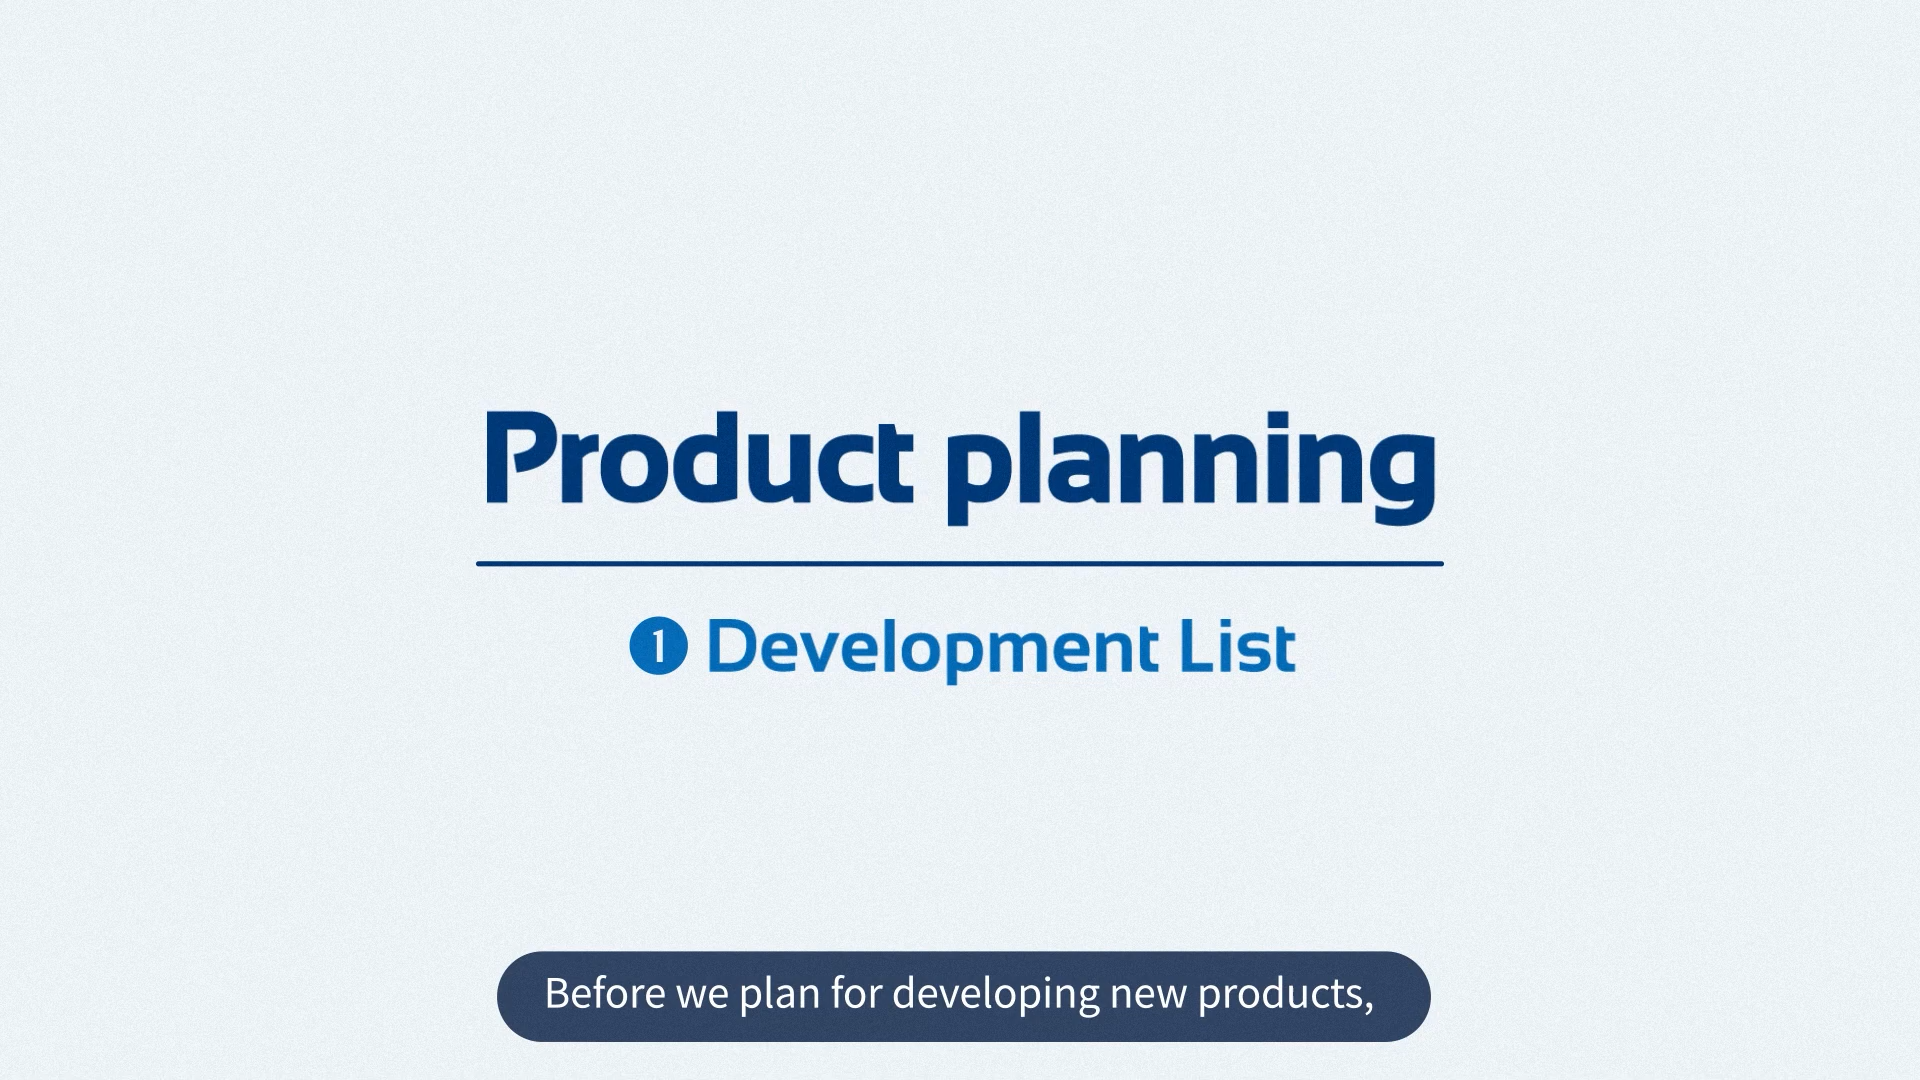 Product planning
1 Development List
Before we plan for developing new products,